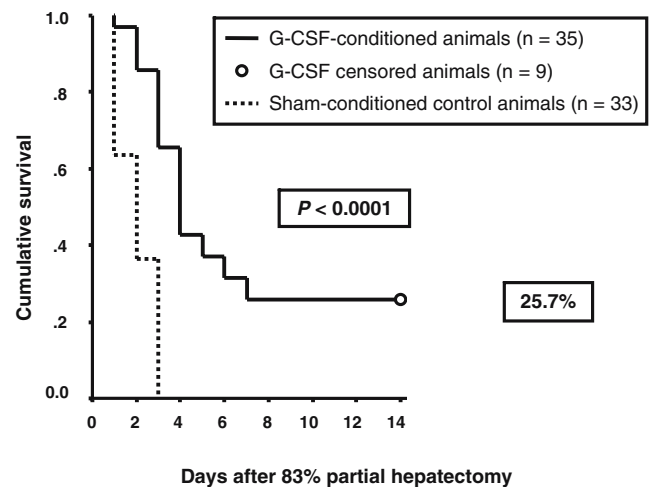 G-CSF-conditioned animals (n = 35)
G-CSF censored animals (n = 9)
Sham-conditioned control animals (n = 33)
P < 0.0001
25.7%
Cumulative survival
1.0
.8
.6
.4
.2
0.0
0 2 4 6 8 10 12 14
Days after 83% partial hepatectomy